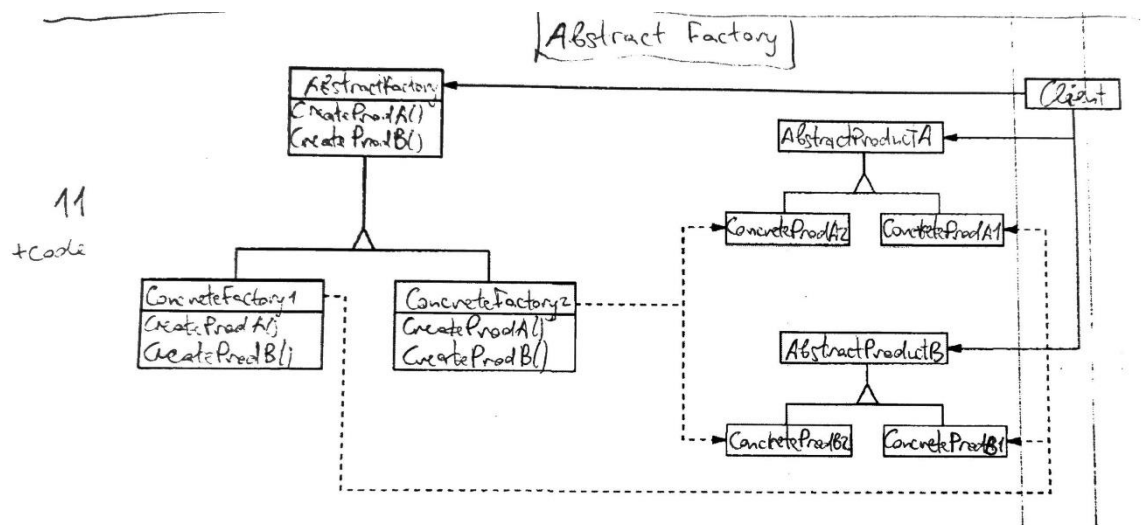 Abstract Factory
AbstractFactory
CreateProdA()
CreateProdB()
Client
AbstractProductA
ConcreteProdA2
ConcreteProdA1
11
+code
ConcreteFactory1
CreateProdA()
CreateProdB()
ConcreteFactory2
CreateProdA()
CreateProdB()
AbstractProductB
ConcreteProdB2
ConcreteProdB1